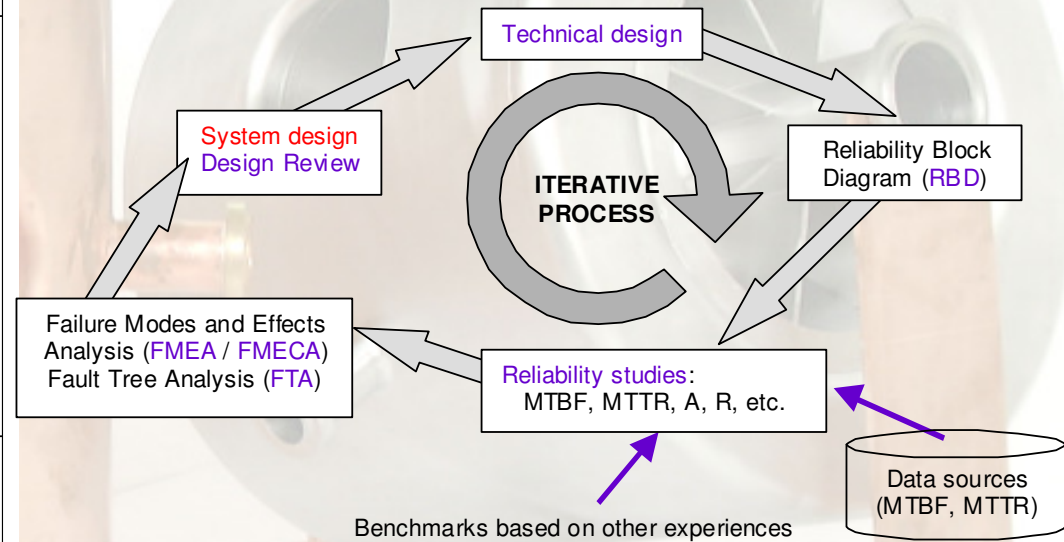 Technical design
System design
Design Review
Reliability Block
Diagram (RBD)
ITERATIVE
PROCESS
Failure Modes and Effects
Analysis (FMEA / FMECA)
Fault Tree Analysis (FTA)
Reliability studies:
MTBF, MTTR, A, R, etc.
Data sources
(MTBF, MTTR)
Benchmarks based on other experiences